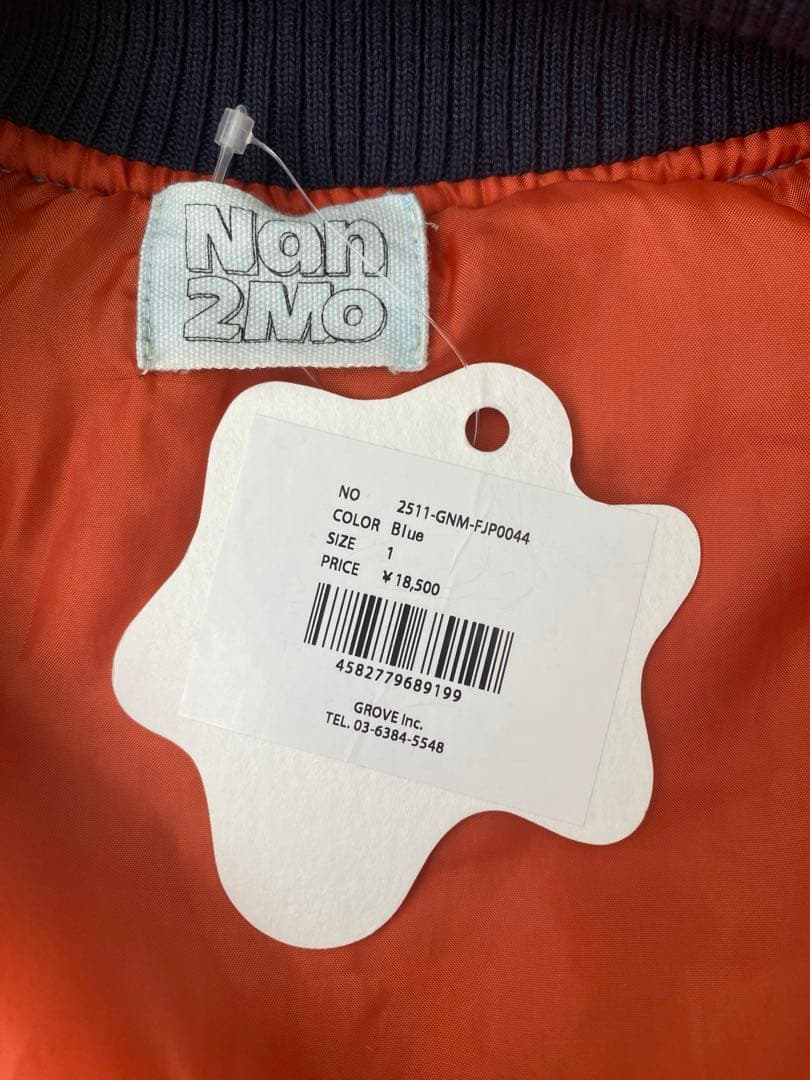 Nan
2Mo
NO 2511-GNM-FJP0044
COLOR Blue
SIZE 1
PRICE ¥18,500
4582779689199
GROVE Inc.
TEL. 03-6384-5548